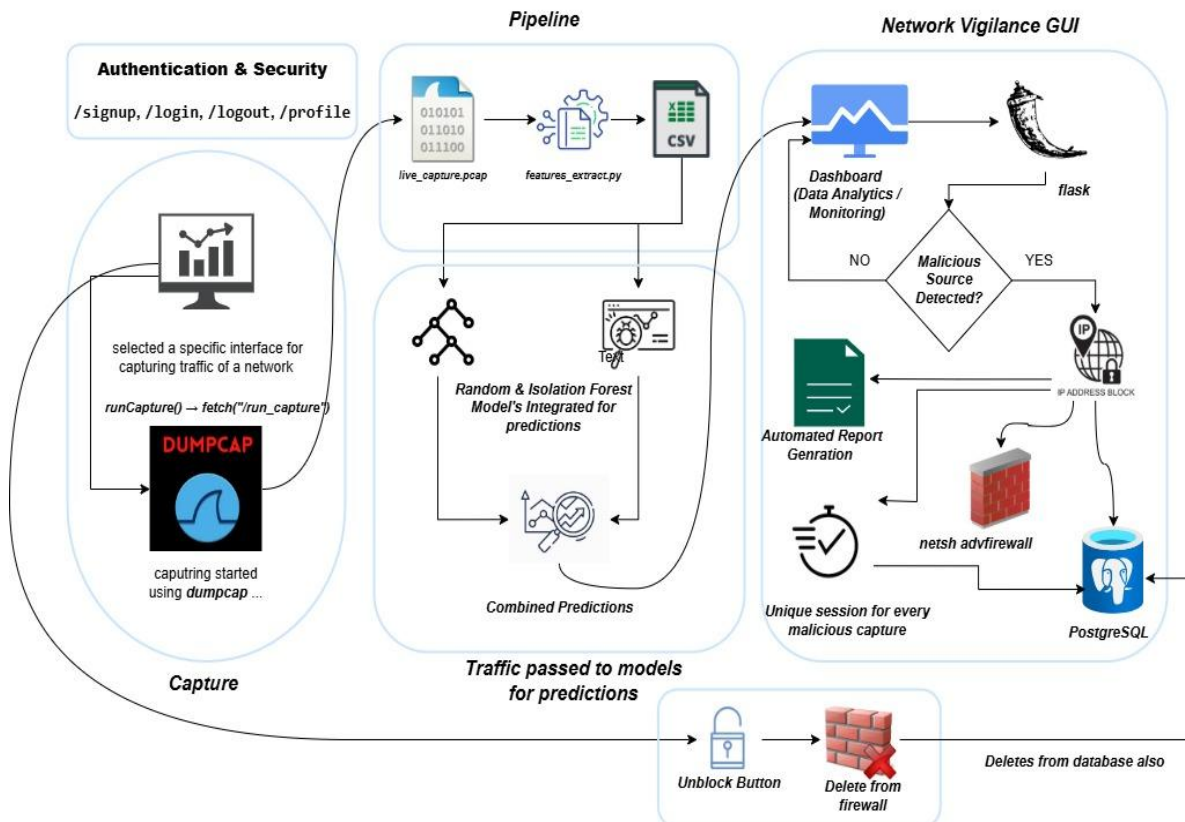 Pipeline
Network Vigilance GUI
Authentication & Security
/signup, /login, /logout, /profile
010101
011010
011100
live_capture.pcap
features_extract.py
X
CSV
Dashboard
(Data Analytics /
Monitoring)
flask
NO
Malicious
Source
Detected?
YES
selected a specific interface for
capturing traffic of a network
runCapture() → fetch("/run_capture")
DUMPCAP
caputring started
using dumpcap ...
Capture
Text
Random & Isolation Forest
Model's Integrated for
predictions
Combined Predictions
Traffic passed to models
for predictions
IP
IP ADDRESS BLOCK
Automated Report
Genration
netsh advfirewall
Unique session for every
malicious capture
PostgreSQL
Unblock Button
Delete from
firewall
Deletes from database also